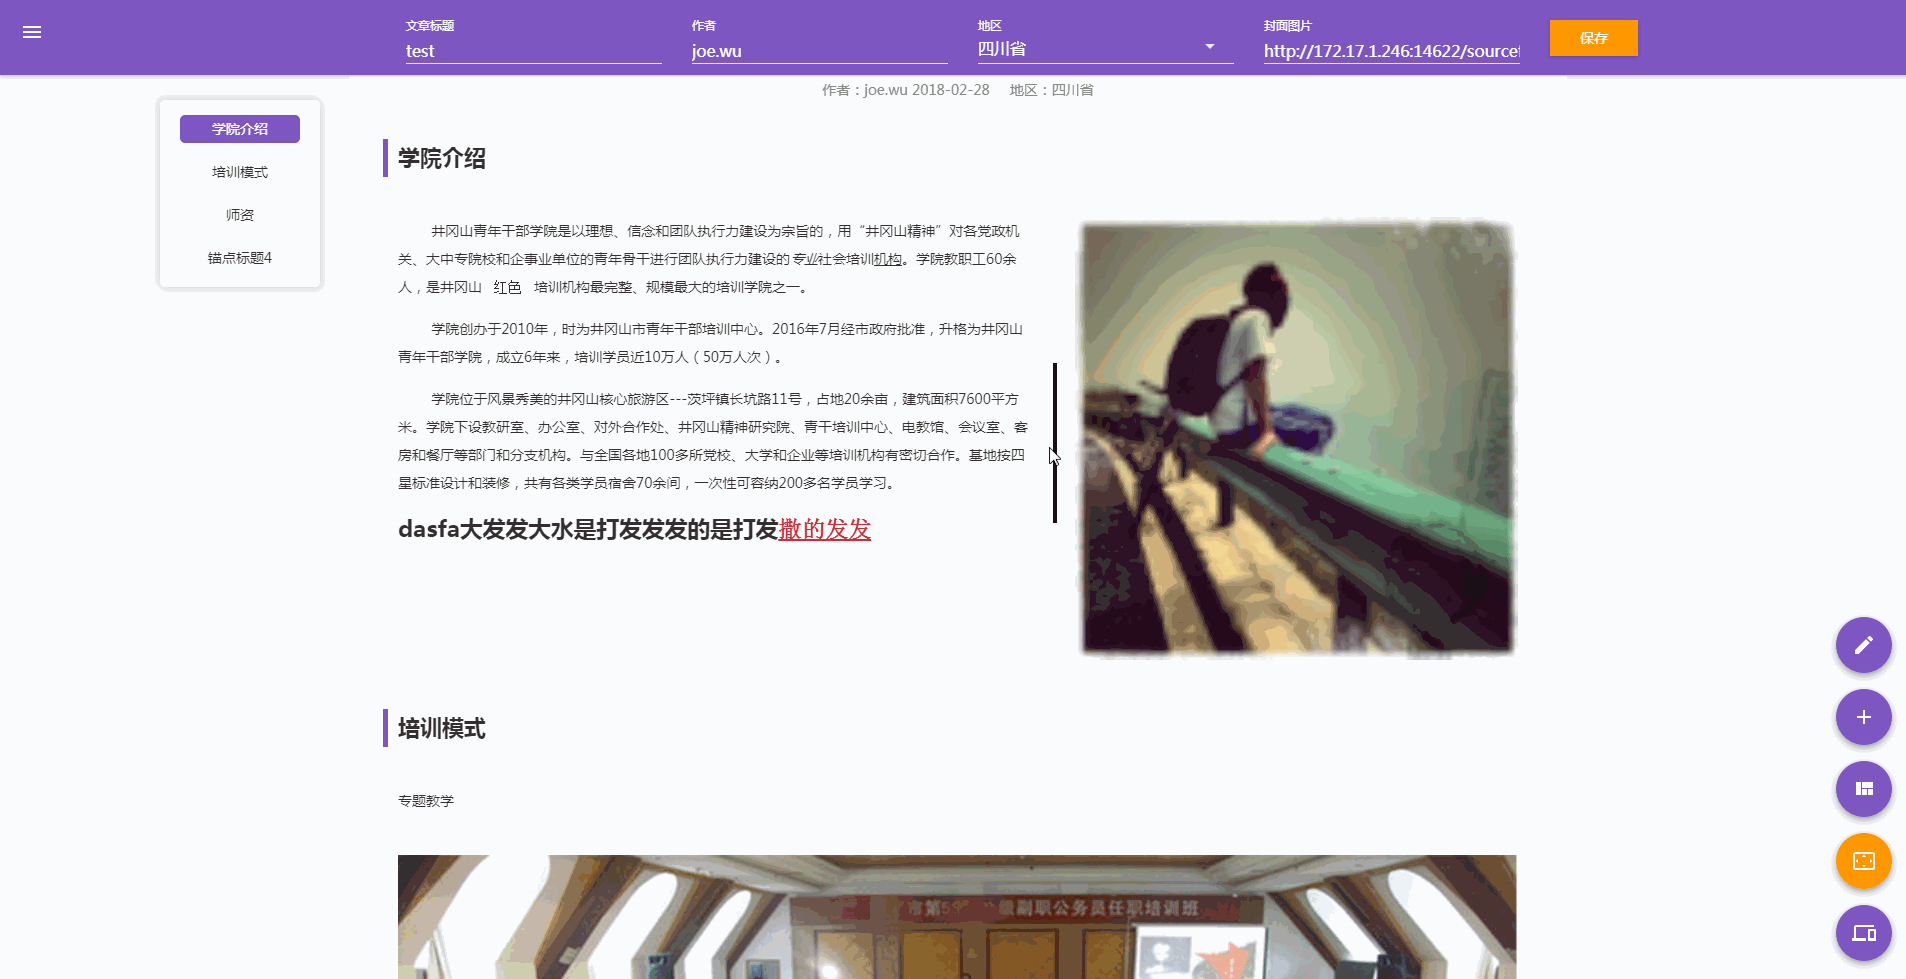 文章标题
test
作者
joe.wu
地区
四川省
封面图片
http://172.17.1.246:14622/source
保存
作者：joe.wu 2018-02-28 地区：四川省
学院介绍
培训模式
师资
锚点标题4
学院介绍
井冈山青年干部学院是以理想、信念和团队执行力建设为宗旨的，用“井冈山精神”对各党政机
关、大中专院校和企事业单位的青年骨干进行团队执行力建设的专业社会培训机构。学院教职工60余
人，是井冈山 红色 培训机构最完整、规模最大的培训学院之一。
学院创办于2010年，时为井冈山市青年干部培训中心。2016年7月经市政府批准，升格为井冈山
青年干部学院，成立6年来，培训学员近10万人（50万人次）。
学院位于风景秀美的井冈山核心旅游区---茨坪镇长坑路11号，占地20余亩，建筑面积7600平方
米。学院下设教研室、办公室、对外合作处、井冈山精神研究院、青干培训中心、电教馆、会议室、客
房和餐厅等部门和分支机构。与全国各地100多所党校、大学和企业等培训机构有密切合作。基地按四
星标准设计和装修，共有各类学员宿舍70余间，一次性可容纳200多名学员学习。
dasfa大发发大水是打发发发的是打发撒的发发
培训模式
专题教学
市第5 级副职公务员任职培训班